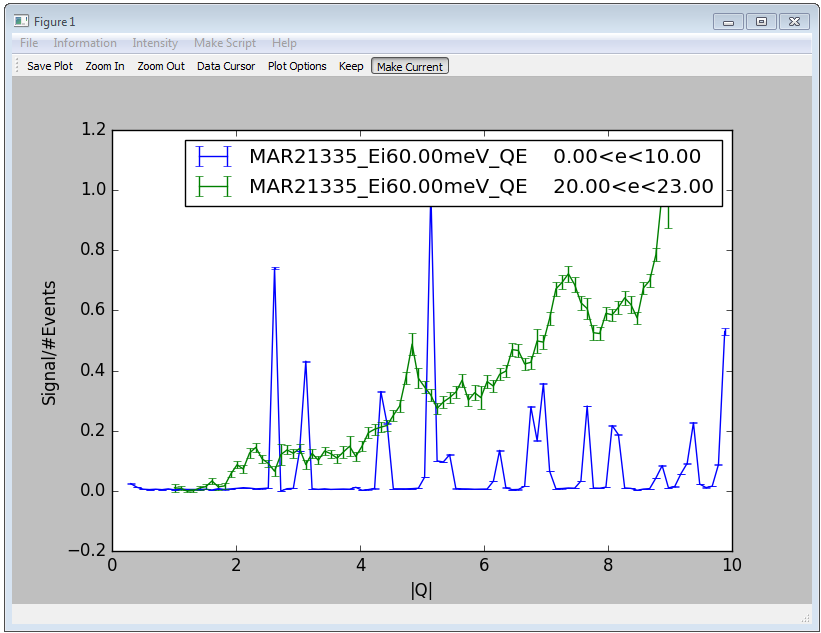 Figure 1
File Information Intensity Make Script Help
Save Plot Zoom In Zoom Out Data Cursor Plot Options Keep Make Current
1.2
MAR21335_Ei60.00meV_QE 0.00<e<10.00
MAR21335_Ei60.00meV_QE 20.00<e<23.00
1.0
0.8
0.6
0.4
0.2
0.0
−0.2
Signal/#Events
0 2 4 6 8 10
|Q|